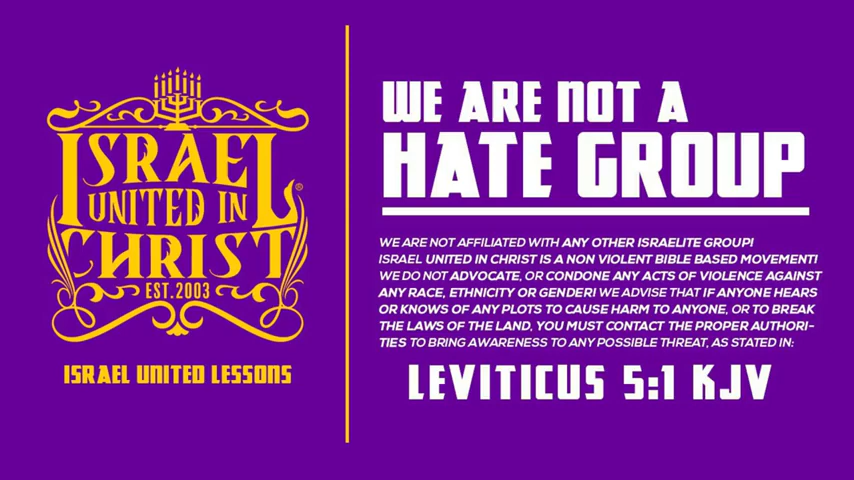 ISRAEL
UNITED IN
CHRIST
®
EST. 2003
ISRAEL UNITED LESSONS
WE ARE NOT A
HATE GROUP
WE ARE NOT AFFILIATED WITH ANY OTHER ISRAELITE GROUP!
ISRAEL UNITED IN CHRIST IS A NON VIOLENT BIBLE BASED MOVEMENT!
WE DO NOT ADVOCATE, OR CONDONE ANY ACTS OF VIOLENCE AGAINST
ANY RACE, ETHNICITY OR GENDER! WE ADVISE THAT IF ANYONE HEARS
OR KNOWS OF ANY PLOTS TO CAUSE HARM TO ANYONE, OR TO BREAK
THE LAWS OF THE LAND, YOU MUST CONTACT THE PROPER AUTHORI-
TIES TO BRING AWARENESS TO ANY POSSIBLE THREAT, AS STATED IN:
LEVITICUS 5:1 KJV